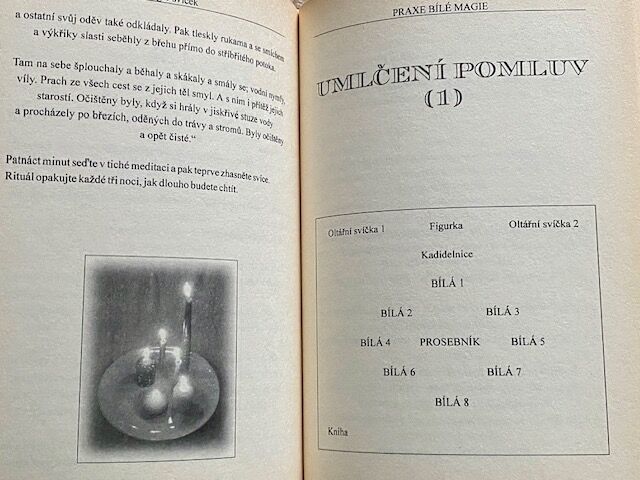 svíček
a ostatní svůj oděv také odkládaly. Pak tleskly rukama a se smíchem
a výkřiky slasti seběhly z břehu přímo do stříbřitého potoka.
Tam na sebe šplouchaly a běhaly a skákaly a smály se; vodní nymfy,
víly. Prach ze všech cest se z jejich těl smyl. A s ním i přítěž jejich
starostí. Očištěny byly, když si hrály v jiskřivé stuze vody
a procházely po březích, oděných do trávy a stromů. Byly očištěny
a opět čisté.“
Patnáct minut seďte v tiché meditaci a pak teprve zhasněte svíce.
Rituál opakujte každé tři noci, jak dlouho budete chtít.
PRAXE BÍLÉ MAGIE
UMLČENÍ POMLUV
(1)
Oltářní svíčka 1 Figurka Oltářní svíčka 2
Kadidelnice
BÍLÁ 1
BÍLÁ 2 BÍLÁ 3
BÍLÁ 4 PROSEBNÍK BÍLÁ 5
BÍLÁ 6 BÍLÁ 7
BÍLÁ 8
Kniha